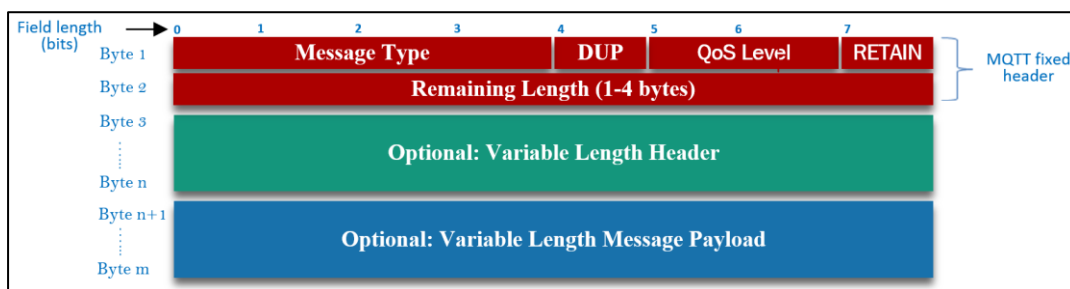 Field length
(bits)
0 1 2 3 4 5 6 7
Byte 1
Message Type DUP QoS Level RETAIN
MQTT fixed
header
Byte 2
Remaining Length (1-4 bytes)
Byte 3
Optional: Variable Length Header
Byte n
Byte n+1
Optional: Variable Length Message Payload
Byte m